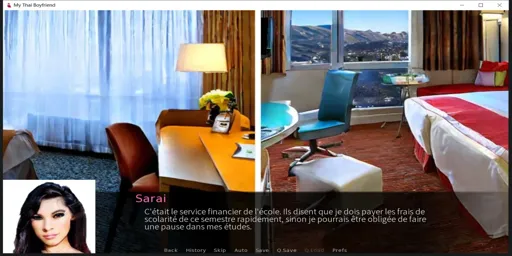 My Thai Boyfriend
Sarai
C'était le service financier de l'école. Ils disent que je dois payer les frais de
scolarité de ce semestre rapidement, sinon je pourrais être obligée de faire
une pause dans mes études.
Back History Skip Auto Save Q.Save Q.Load Prefs